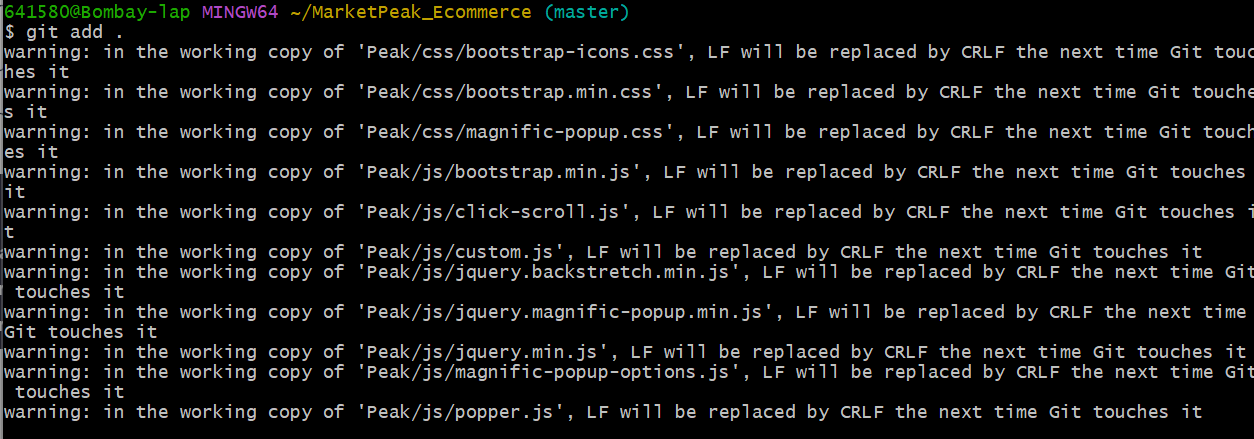 641580@Bombay-lap MINGW64 ~/MarketPeak_Ecommerce (master)
$ git add .
warning: in the working copy of 'Peak/css/bootstrap-icons.css', LF will be replaced by CRLF the next time Git touc
hes it
warning: in the working copy of 'Peak/css/bootstrap.min.css', LF will be replaced by CRLF the next time Git touche
s it
warning: in the working copy of 'Peak/css/magnific-popup.css', LF will be replaced by CRLF the next time Git touch
es it
warning: in the working copy of 'Peak/js/bootstrap.min.js', LF will be replaced by CRLF the next time Git touches
it
warning: in the working copy of 'Peak/js/click-scroll.js', LF will be replaced by CRLF the next time Git touches i
t
warning: in the working copy of 'Peak/js/custom.js', LF will be replaced by CRLF the next time Git touches it
warning: in the working copy of 'Peak/js/jquery.backstretch.min.js', LF will be replaced by CRLF the next time Git
 touches it
warning: in the working copy of 'Peak/js/jquery.magnific-popup.min.js', LF will be replaced by CRLF the next time
Git touches it
warning: in the working copy of 'Peak/js/jquery.min.js', LF will be replaced by CRLF the next time Git touches it
warning: in the working copy of 'Peak/js/magnific-popup-options.js', LF will be replaced by CRLF the next time Git
 touches it
warning: in the working copy of 'Peak/js/popper.js', LF will be replaced by CRLF the next time Git touches it